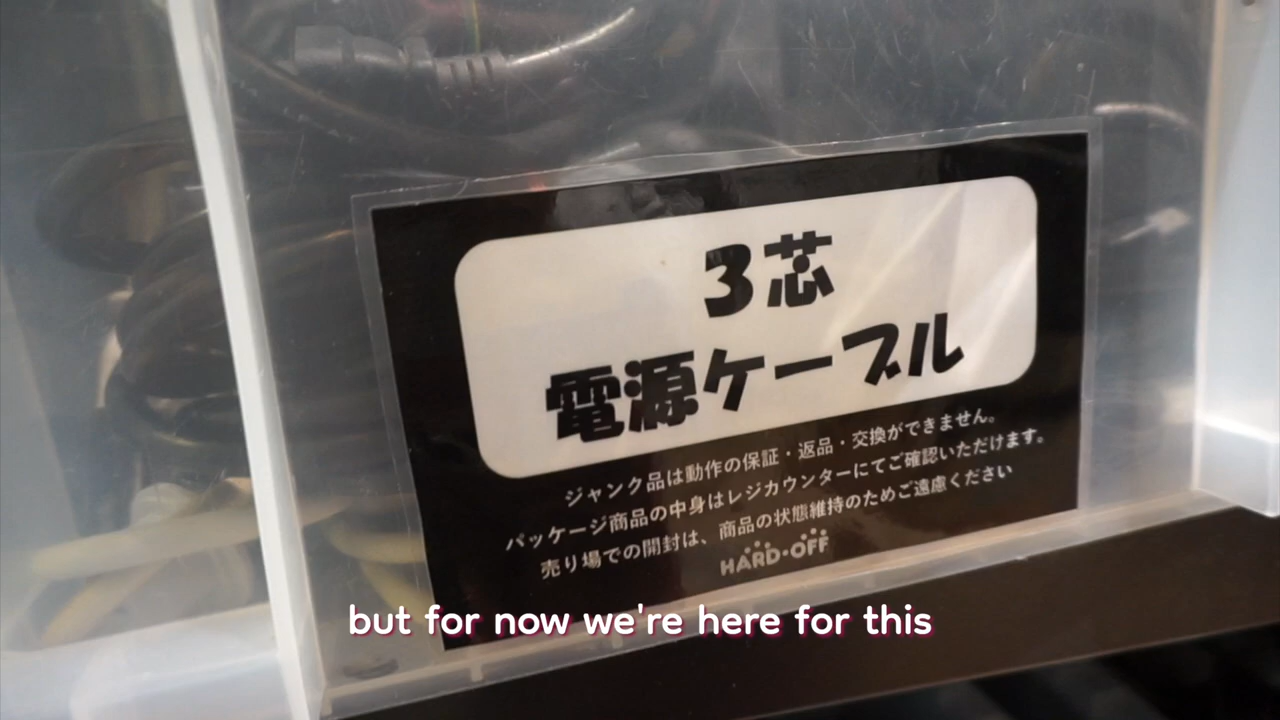 3芯
電源ケーブル
ジャンク品は動作の保証・返品・交換ができません。
パッケージ商品の中身はレジカウンターにてご確認いただけます。
売り場での開封は、商品の状態維持のためご遠慮ください
HARD・OFF
but for now we're here for this